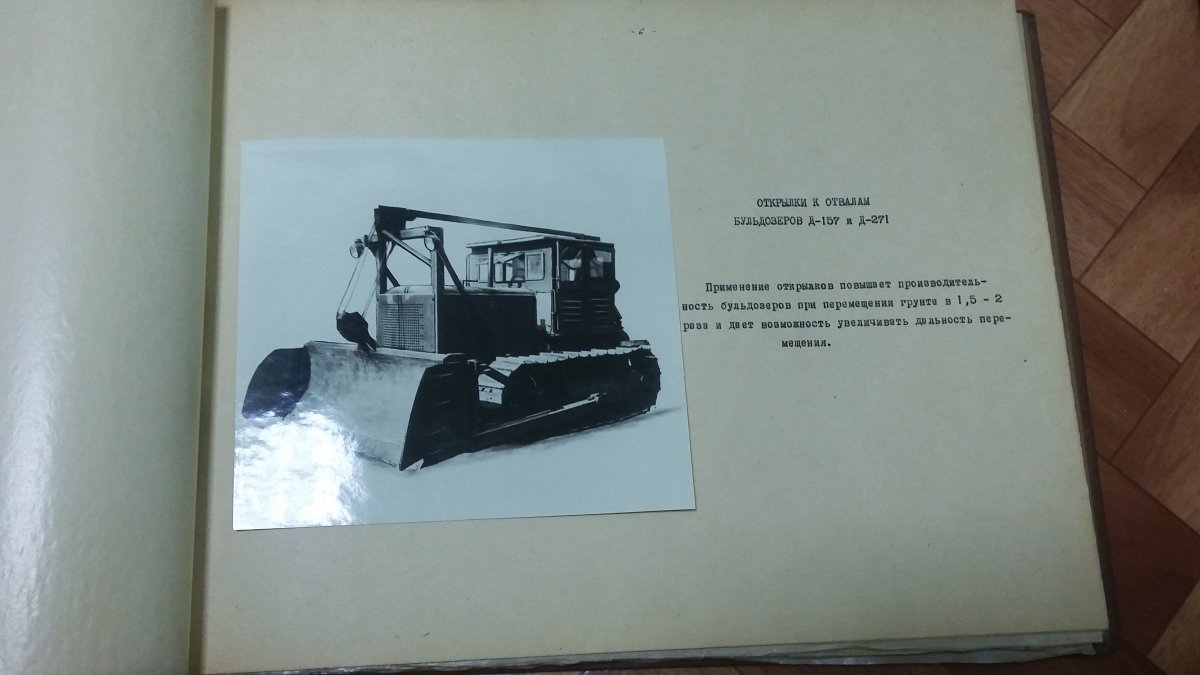 - 6 -
ОТКРЫЛКИ К ОТВАЛАМ
БУЛЬДОЗЕРОВ Д-157 и Д-271
Применение открылков повышает производитель-
ность бульдозеров при перемещении грунта в 1,5 - 2
раза и дает возможность увеличивать дальность пере-
мещения.